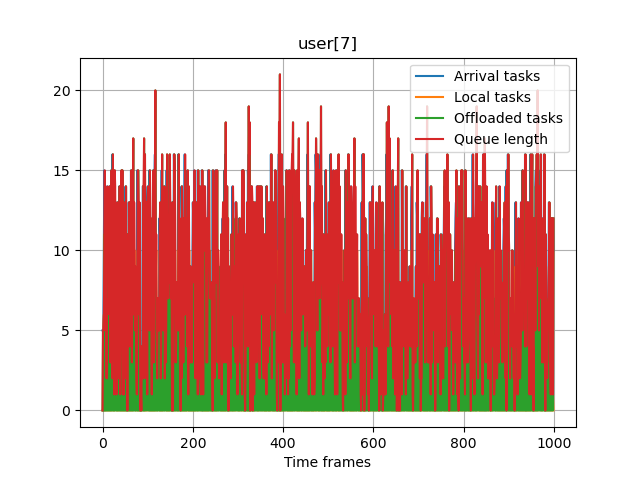 user[7]
Arrival tasks
Local tasks
Offloaded tasks
Queue length
20
15
10
5
0
0 200 400 600 800 1000
Time frames